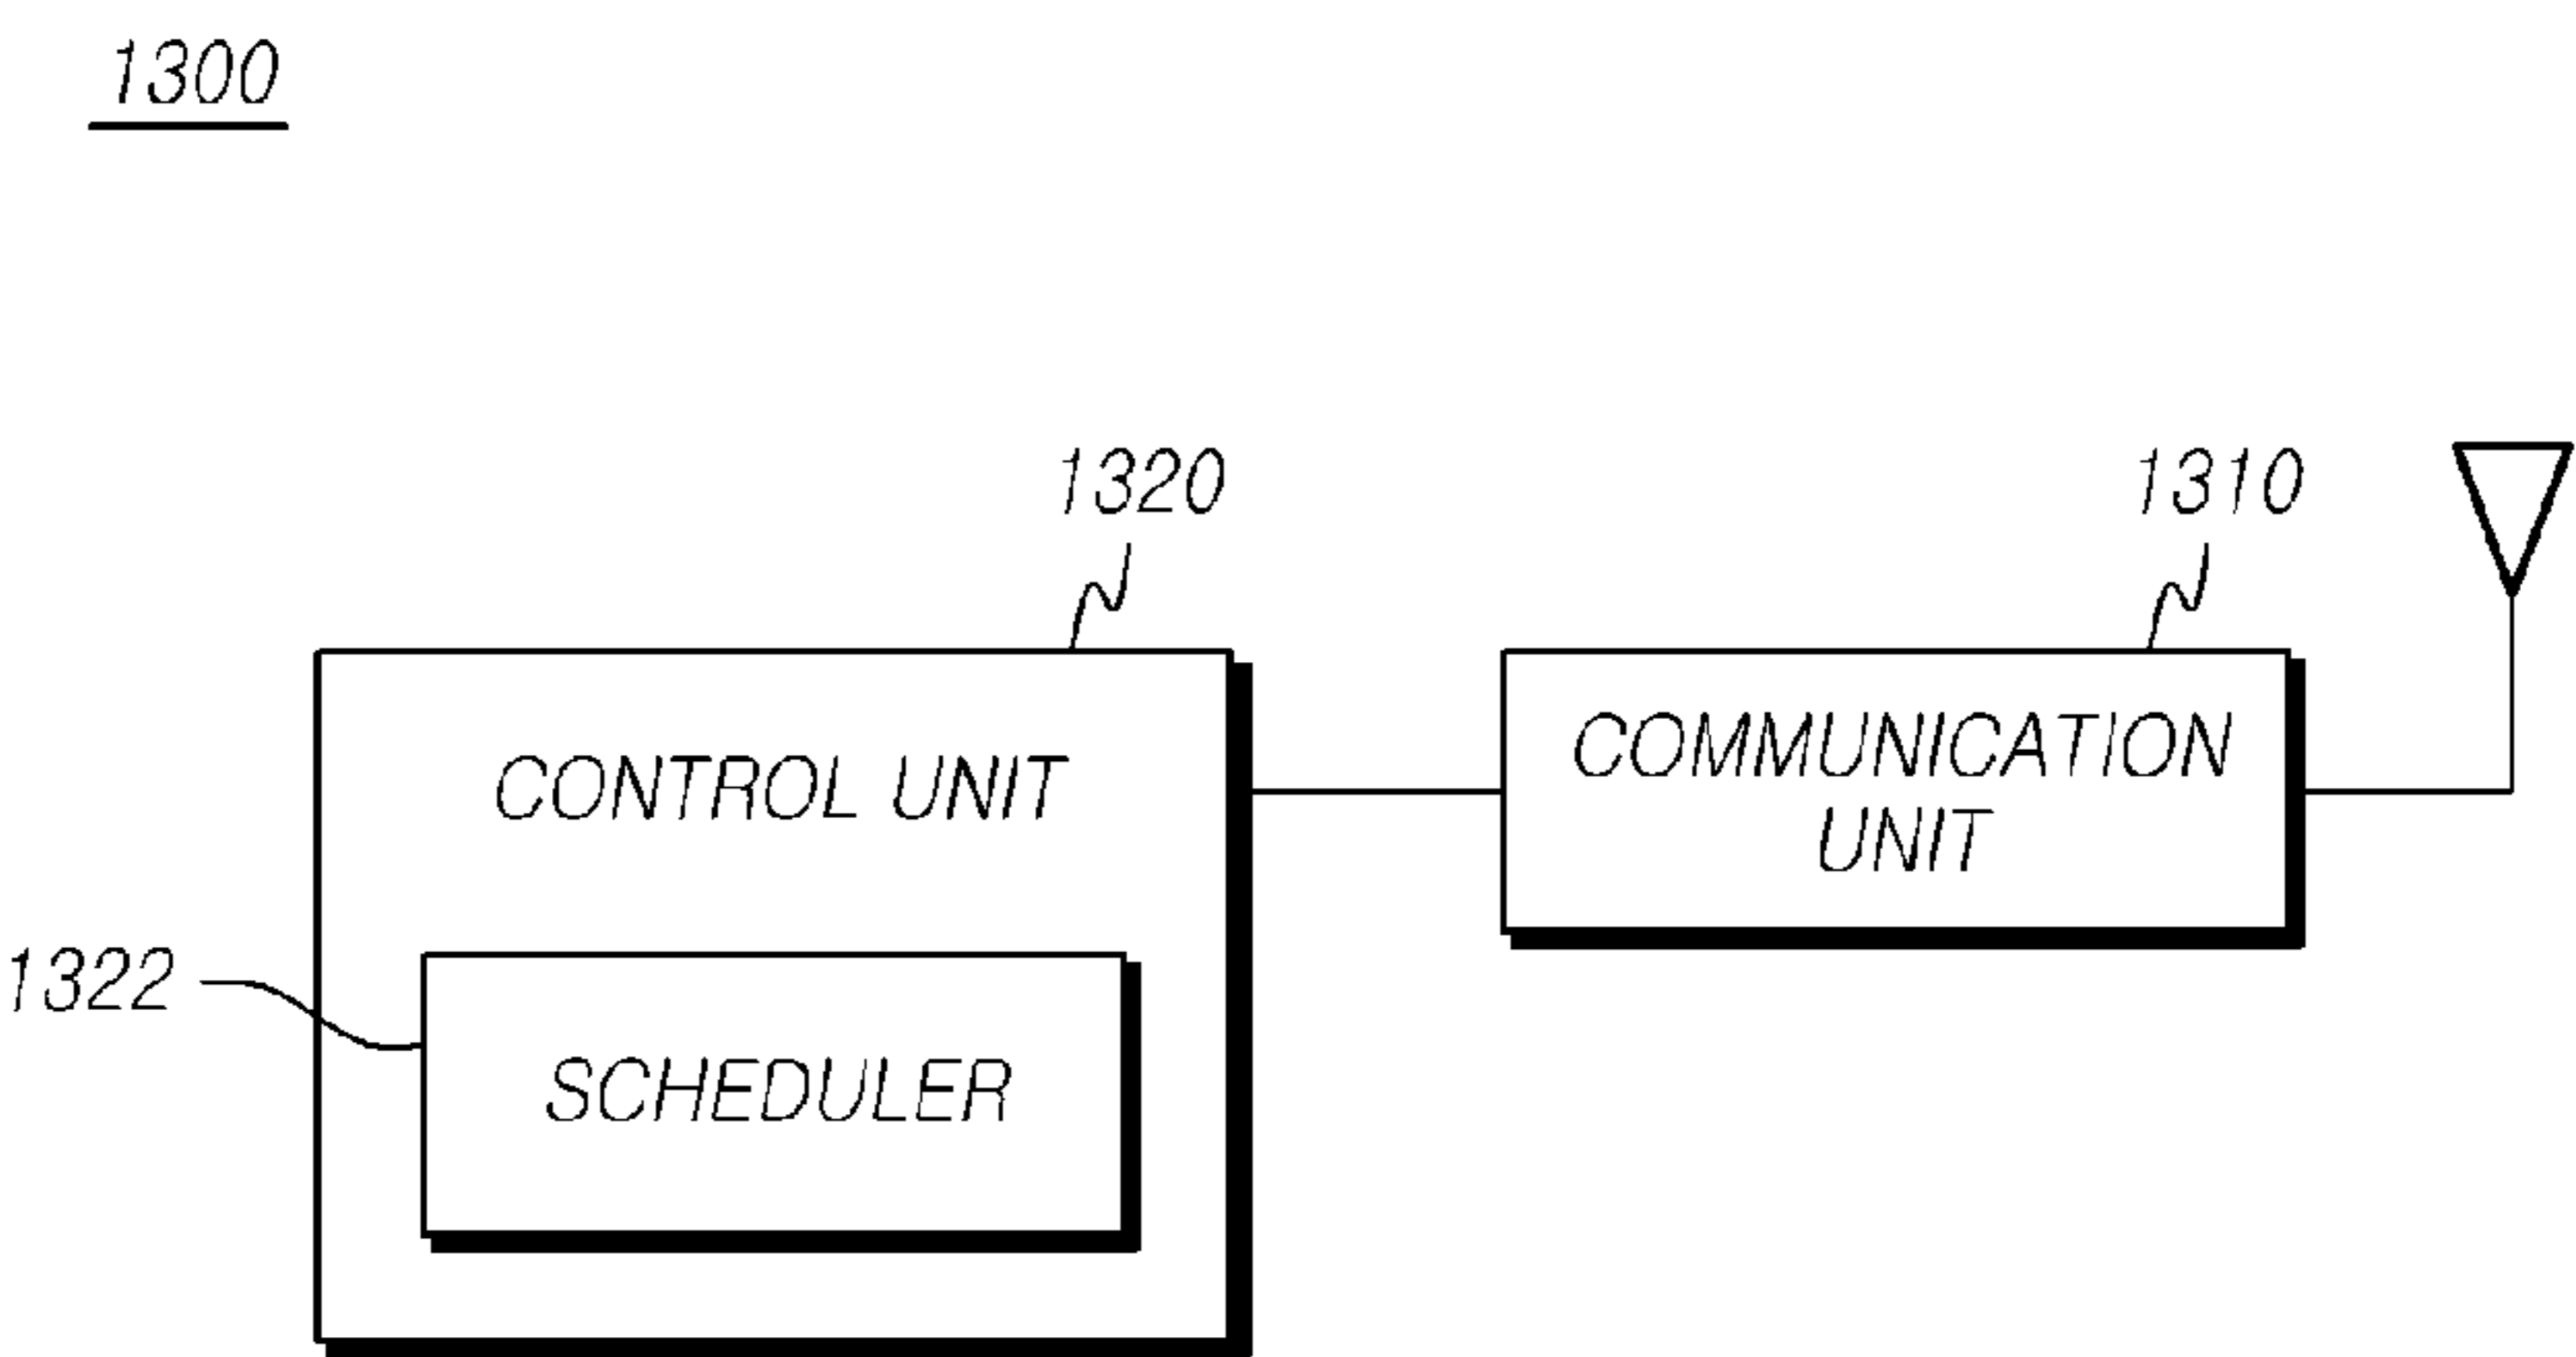 1300
1320
1310
CONTROL UNIT
COMMUNICATION
UNIT
1322
SCHEDULER